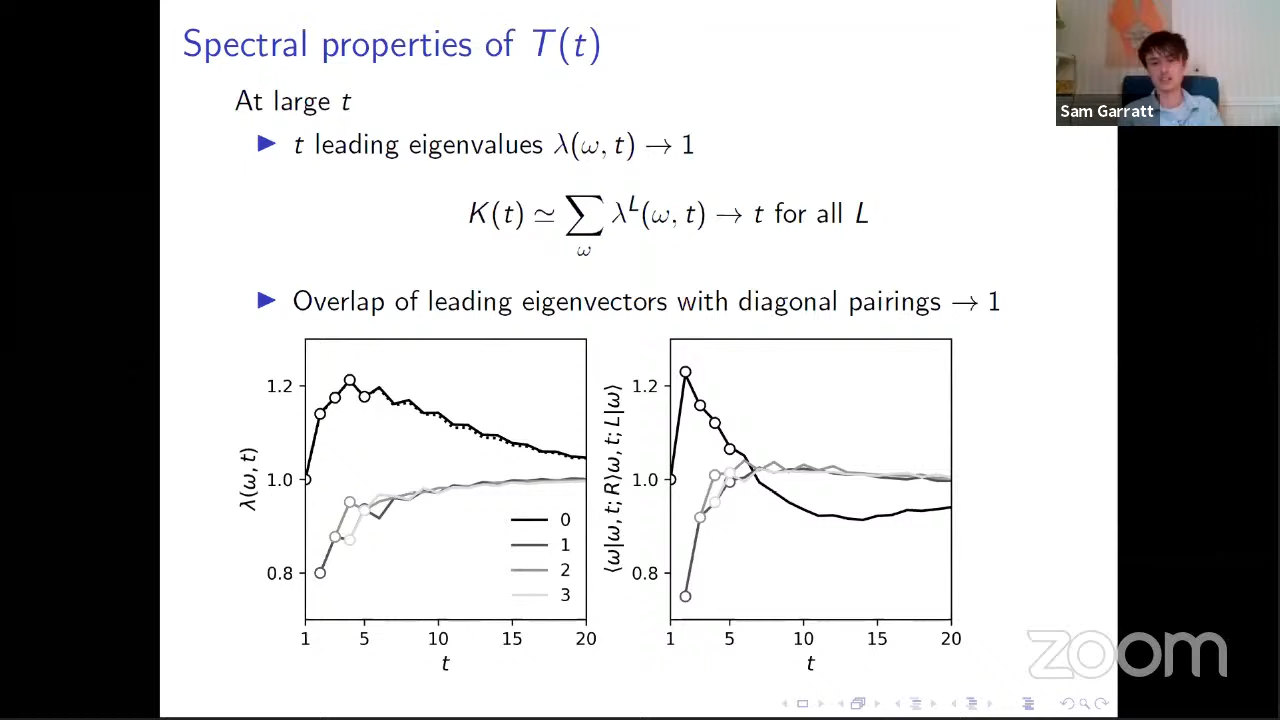 Spectral properties of T(t)
Sam Garratt
At large t
▶ t leading eigenvalues λ(ω, t) → 1
K(t) ≃ ∑ λᴸ(ω, t) → t for all L
ω
▶ Overlap of leading eigenvectors with diagonal pairings → 1
λ(ω, t)
1.2
1.0
0.8
0
1
2
3
1 5 10 15 20
t
⟨ω|ω, t; R⟩⟨ω, t; L|ω⟩
1.2
1.0
0.8
1 5 10 15 20
t
zoom